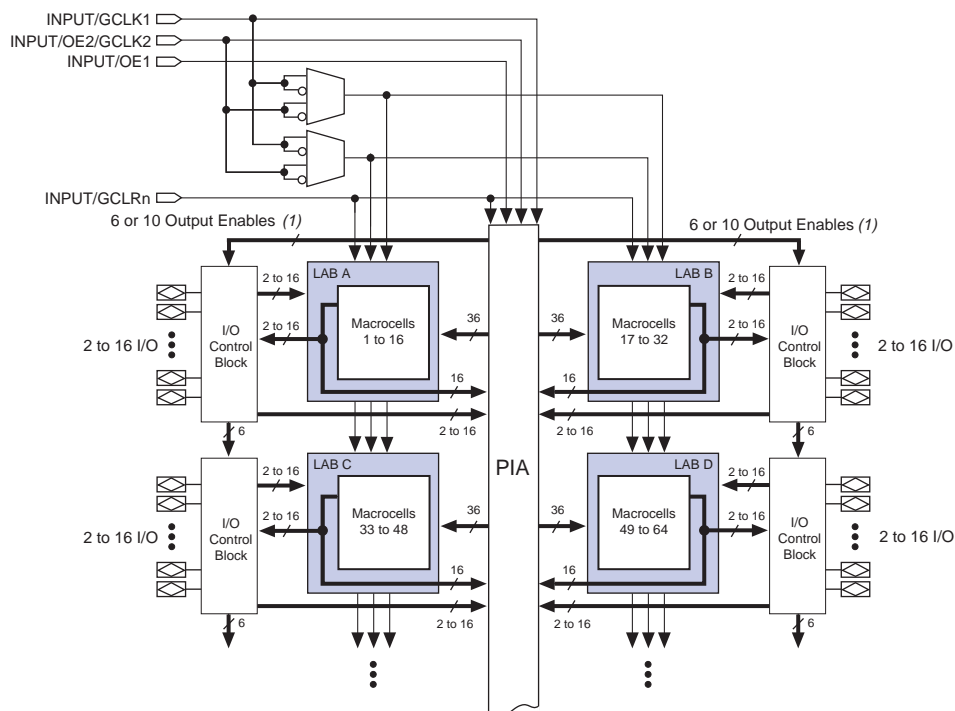 INPUT/GCLK1
INPUT/OE2/GCLK2
INPUT/OE1
INPUT/GCLRn
6 or 10 Output Enables (1)
6 or 10 Output Enables (1)
LAB A
LAB B
2 to 16
2 to 16
2 to 16 I/O
I/O
Control
Block
2 to 16
Macrocells
1 to 16
36
36
Macrocells
17 to 32
2 to 16
I/O
Control
Block
2 to 16 I/O
16
16
2 to 16
2 to 16
6
6
PIA
LAB C
LAB D
2 to 16
2 to 16
2 to 16 I/O
I/O
Control
Block
2 to 16
Macrocells
33 to 48
36
36
Macrocells
49 to 64
2 to 16
I/O
Control
Block
2 to 16 I/O
16
16
2 to 16
2 to 16
6
6